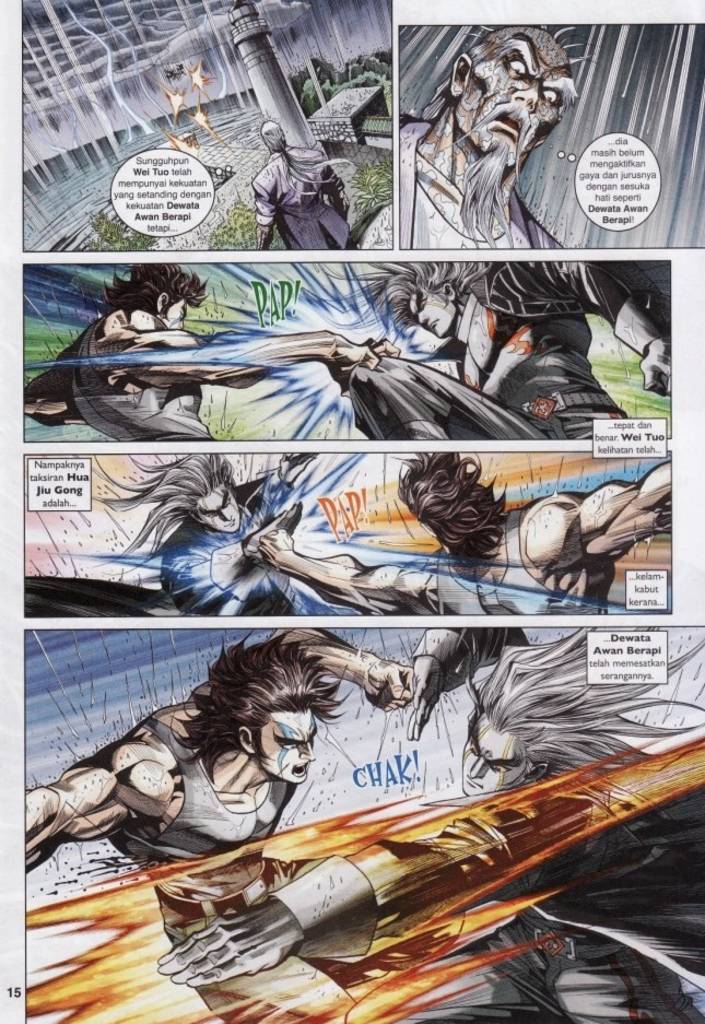 Sungguhpun
Wei Tuo telah
mempunyai kekuatan
yang setanding dengan
kekuatan Dewata
Awan Berapi
tetapi...
...dia
masih belum
mengaktifkan
gaya dan jurusnya
dengan sesuka
hati seperti
Dewata Awan
Berapi!
PAP!
...tepat dan
benar. Wei Tuo
kelihatan telah...
Nampaknya
taksiran Hua
Jiu Gong
adalah...
PAP!
...kelam-
kabut
kerana...
...Dewata
Awan Berapi
telah memesatkan
serangannya.
CHAK!
15